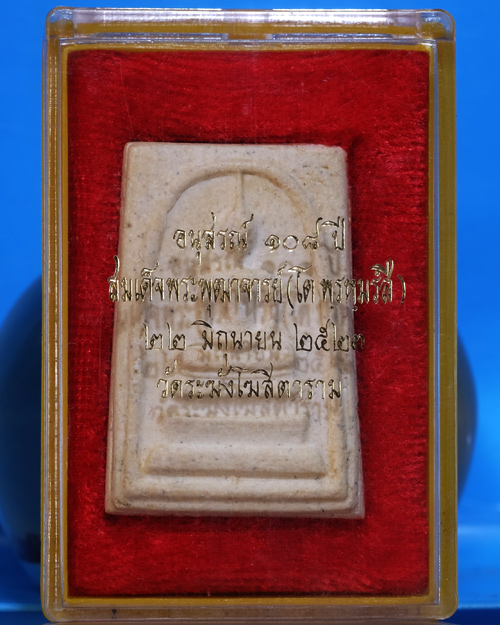 อนุสรณ์ ๑๐๘ ปี
สมเด็จพระพุฒาจารย์ (โต พรหมรังสี)
๒๒ มิถุนายน ๒๕๒๓
วัดระฆังโฆสิตาราม